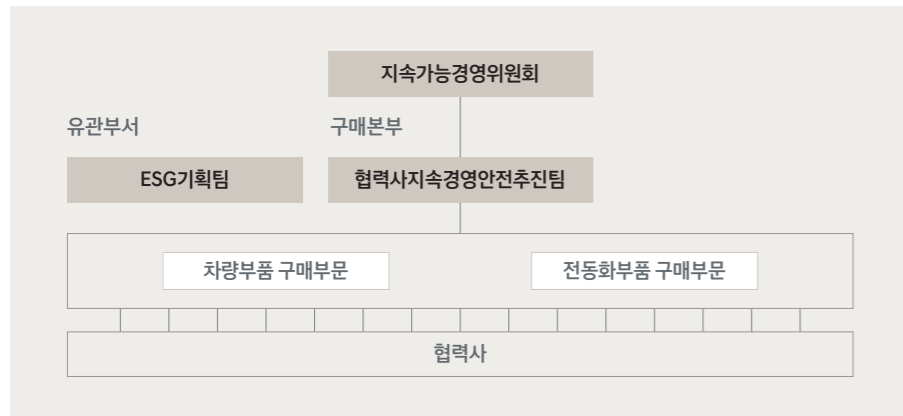 지속가능경영위원회
유관부서
구매본부
ESG기획팀
협력사지속경영안전추진팀
차량부품 구매부문
전동화부품 구매부문
협력사